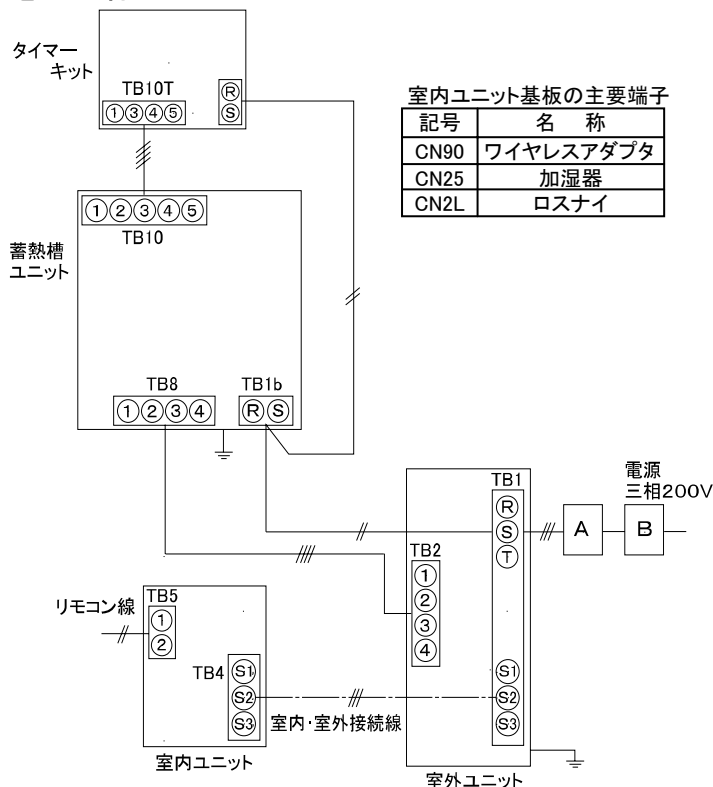 タイマー
キット
TB10T
①③④⑤
Ⓡ
Ⓢ
室内ユニット基板の主要端子
記号 名 称
CN90 ワイヤレスアダプタ
CN25 加湿器
CN2L ロスナイ
①②③④⑤
TB10
蓄熱槽
ユニット
TB8
①②③④
TB1b
ⓇⓈ
電源
三相200V
TB1
Ⓡ
Ⓢ
Ⓣ
A
B
TB2
①
②
③
④
リモコン線
TB5
①
②
TB4
S1
S2
S3
室内・室外接続線
S1
S2
S3
室内ユニット
室外ユニット